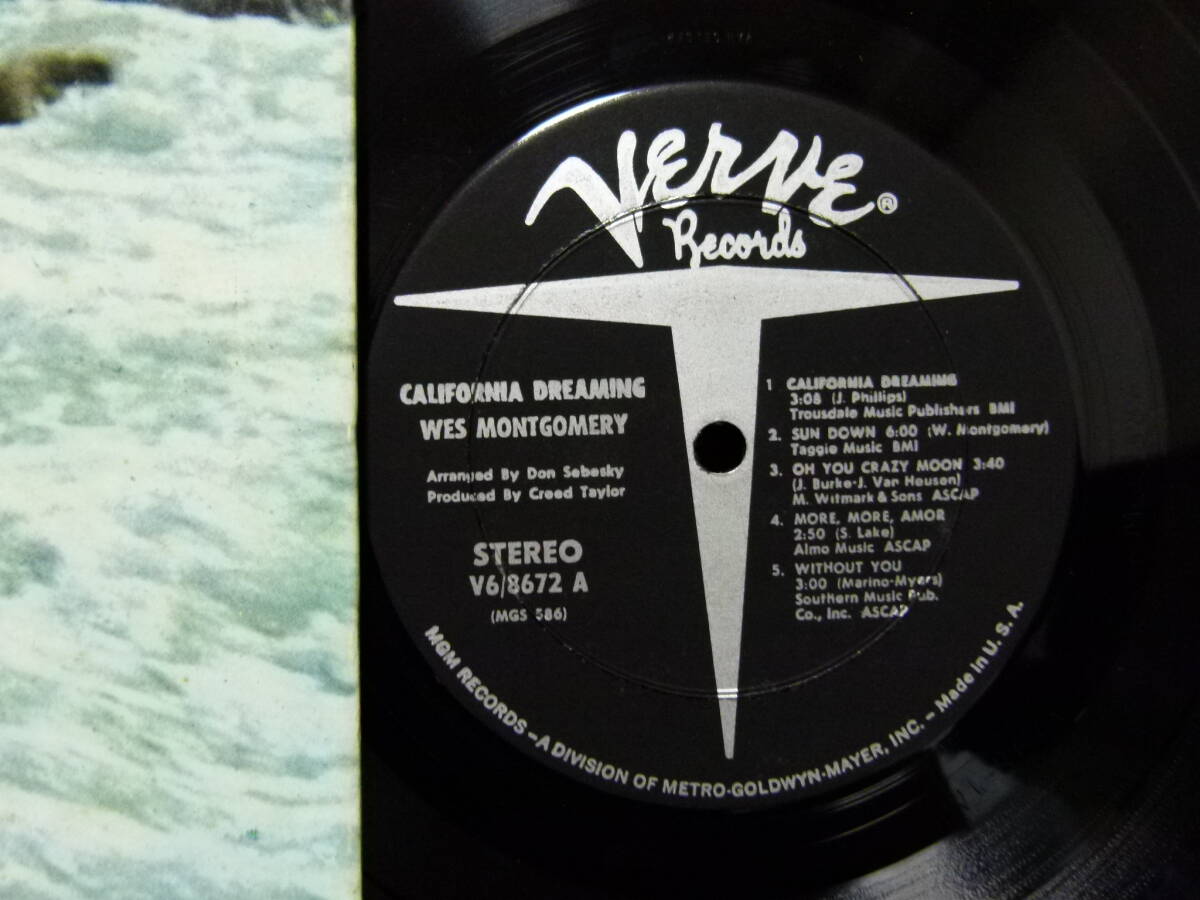 VERVE®
Records
CALIFORNIA DREAMING
WES MONTGOMERY
Arranged By Don Sebesky
Produced By Creed Taylor
STEREO
V6/8672 A
(MGS 586)
1 CALIFORNIA DREAMING
3:08 (J. Phillips)
Trousdale Music Publishers BMI
2. SUN DOWN 6:00 (W. Montgomery)
Taggie Music BMI
3. OH YOU CRAZY MOON 3:40
(J. Burke-J. Van Heusen)
M. Witmark & Sons ASCAP
4. MORE, MORE, AMOR
2:50 (S. Lake)
Almo Music ASCAP
5. WITHOUT YOU
3:00 (Marino-Myers)
Southern Music Pub.
Co., Inc. ASCAP
MGM RECORDS – A DIVISION OF METRO-GOLDWYN-MAYER, INC. – Made in U. S. A.